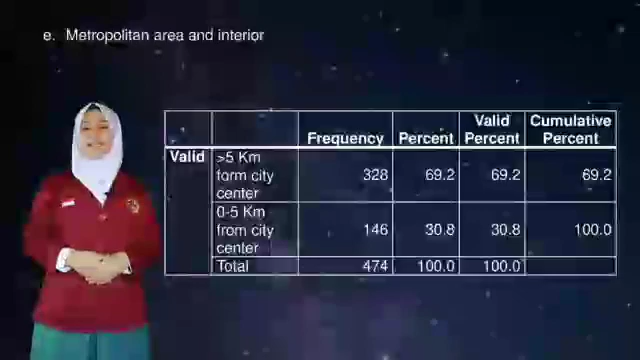 e. Metropolitan area and interior
Frequency Percent Valid Percent Cumulative Percent
Valid >5 Km form city center 328 69.2 69.2 69.2
0-5 Km from city center 146 30.8 30.8 100.0
Total 474 100.0 100.0